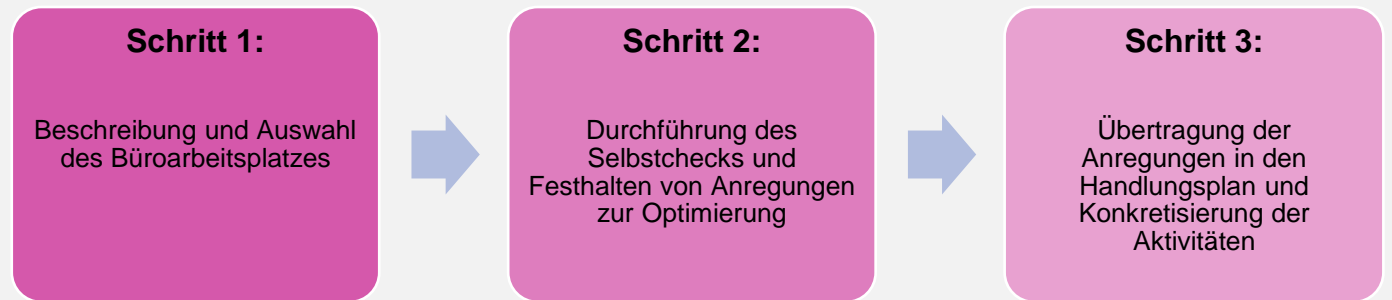 Schritt 1:
Beschreibung und Auswahl
des Büroarbeitsplatzes
Schritt 2:
Durchführung des
Selbstchecks und
Festhalten von Anregungen
zur Optimierung
Schritt 3:
Übertragung der
Anregungen in den
Handlungsplan und
Konkretisierung der
Aktivitäten